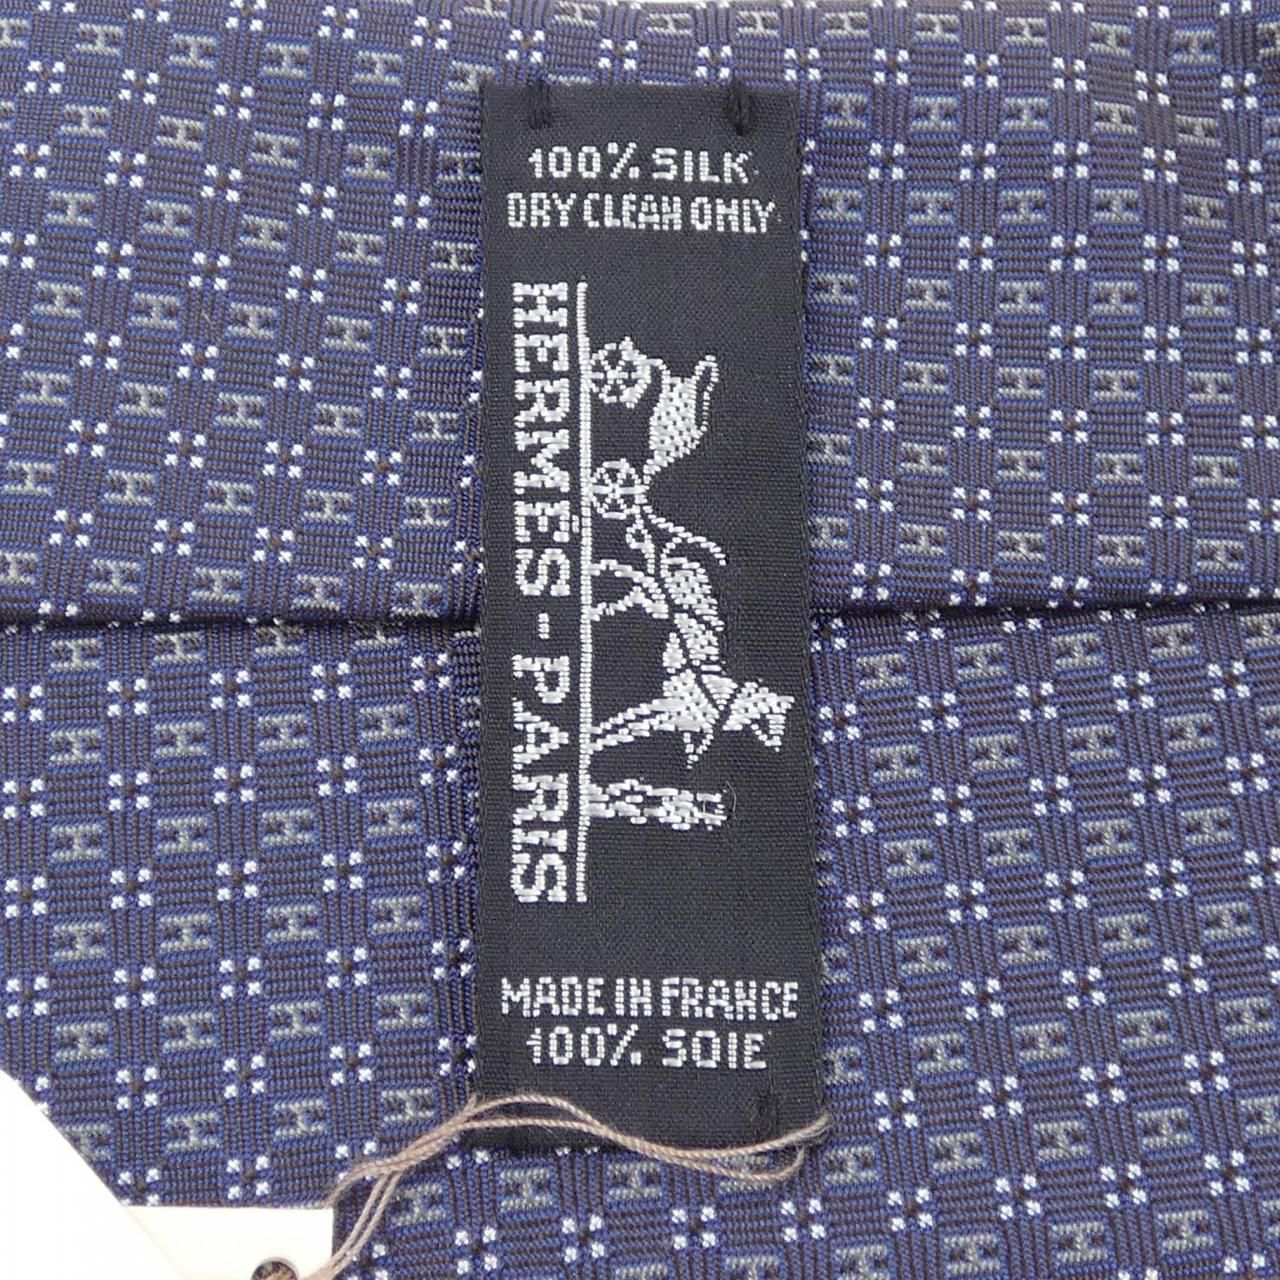 100% SILK
DRY CLEAN ONLY
HERMÈS-PARIS
MADE IN FRANCE
100% SOIE